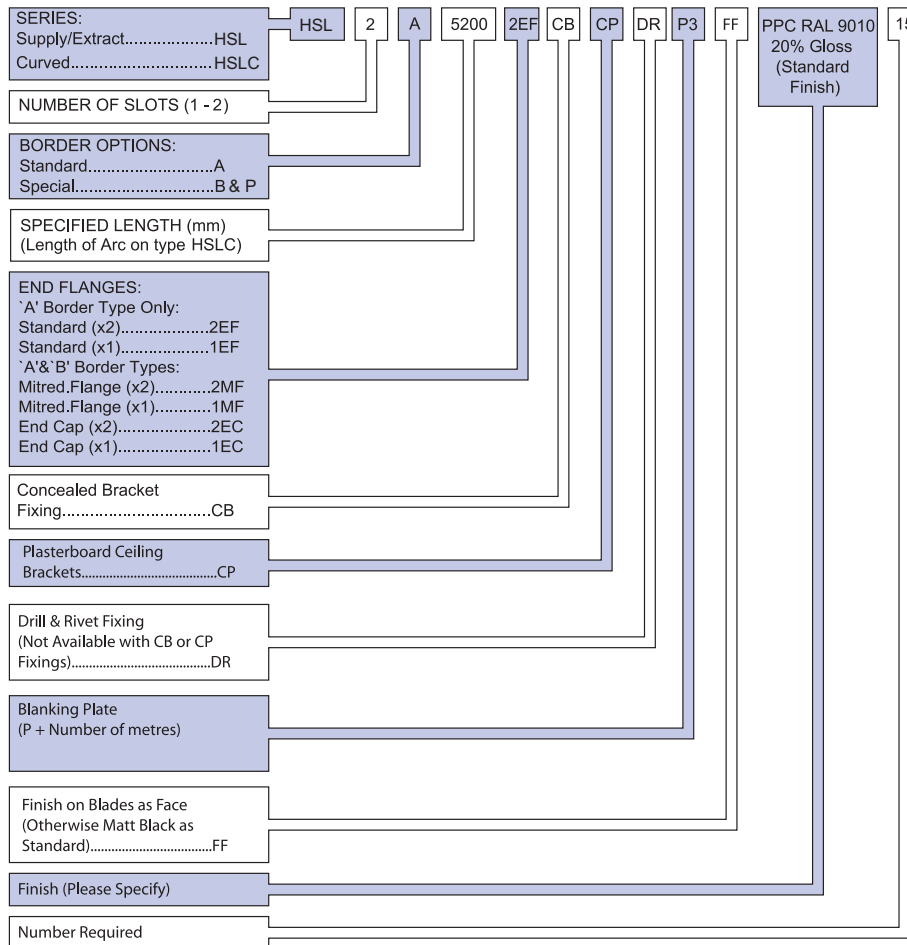 SERIES:
Supply/Extract..................HSL
Curved.............................HSLC
HSL
2
A
5200
2EF
CB
CP
DR
P3
FF
PPC RAL 9010
20% Gloss
(Standard
Finish)
NUMBER OF SLOTS (1 - 2)
BORDER OPTIONS:
Standard.........................A
Special............................B & P
SPECIFIED LENGTH (mm)
(Length of Arc on type HSLC)
END FLANGES:
`A' Border Type Only:
Standard (x2)..................2EF
Standard (x1)..................1EF
`A'&`B' Border Types:
Mitred.Flange (x2)...........2MF
Mitred.Flange (x1)...........1MF
End Cap (x2)...................2EC
End Cap (x1)...................1EC
Concealed Bracket
Fixing..............................CB
Plasterboard Ceiling
Brackets.......................................CP
Drill & Rivet Fixing
(Not Available with CB or CP
Fixings)........................................DR
Blanking Plate
(P + Number of metres)
Finish on Blades as Face
(Otherwise Matt Black as
Standard)...................................FF
Finish (Please Specify)
Number Required